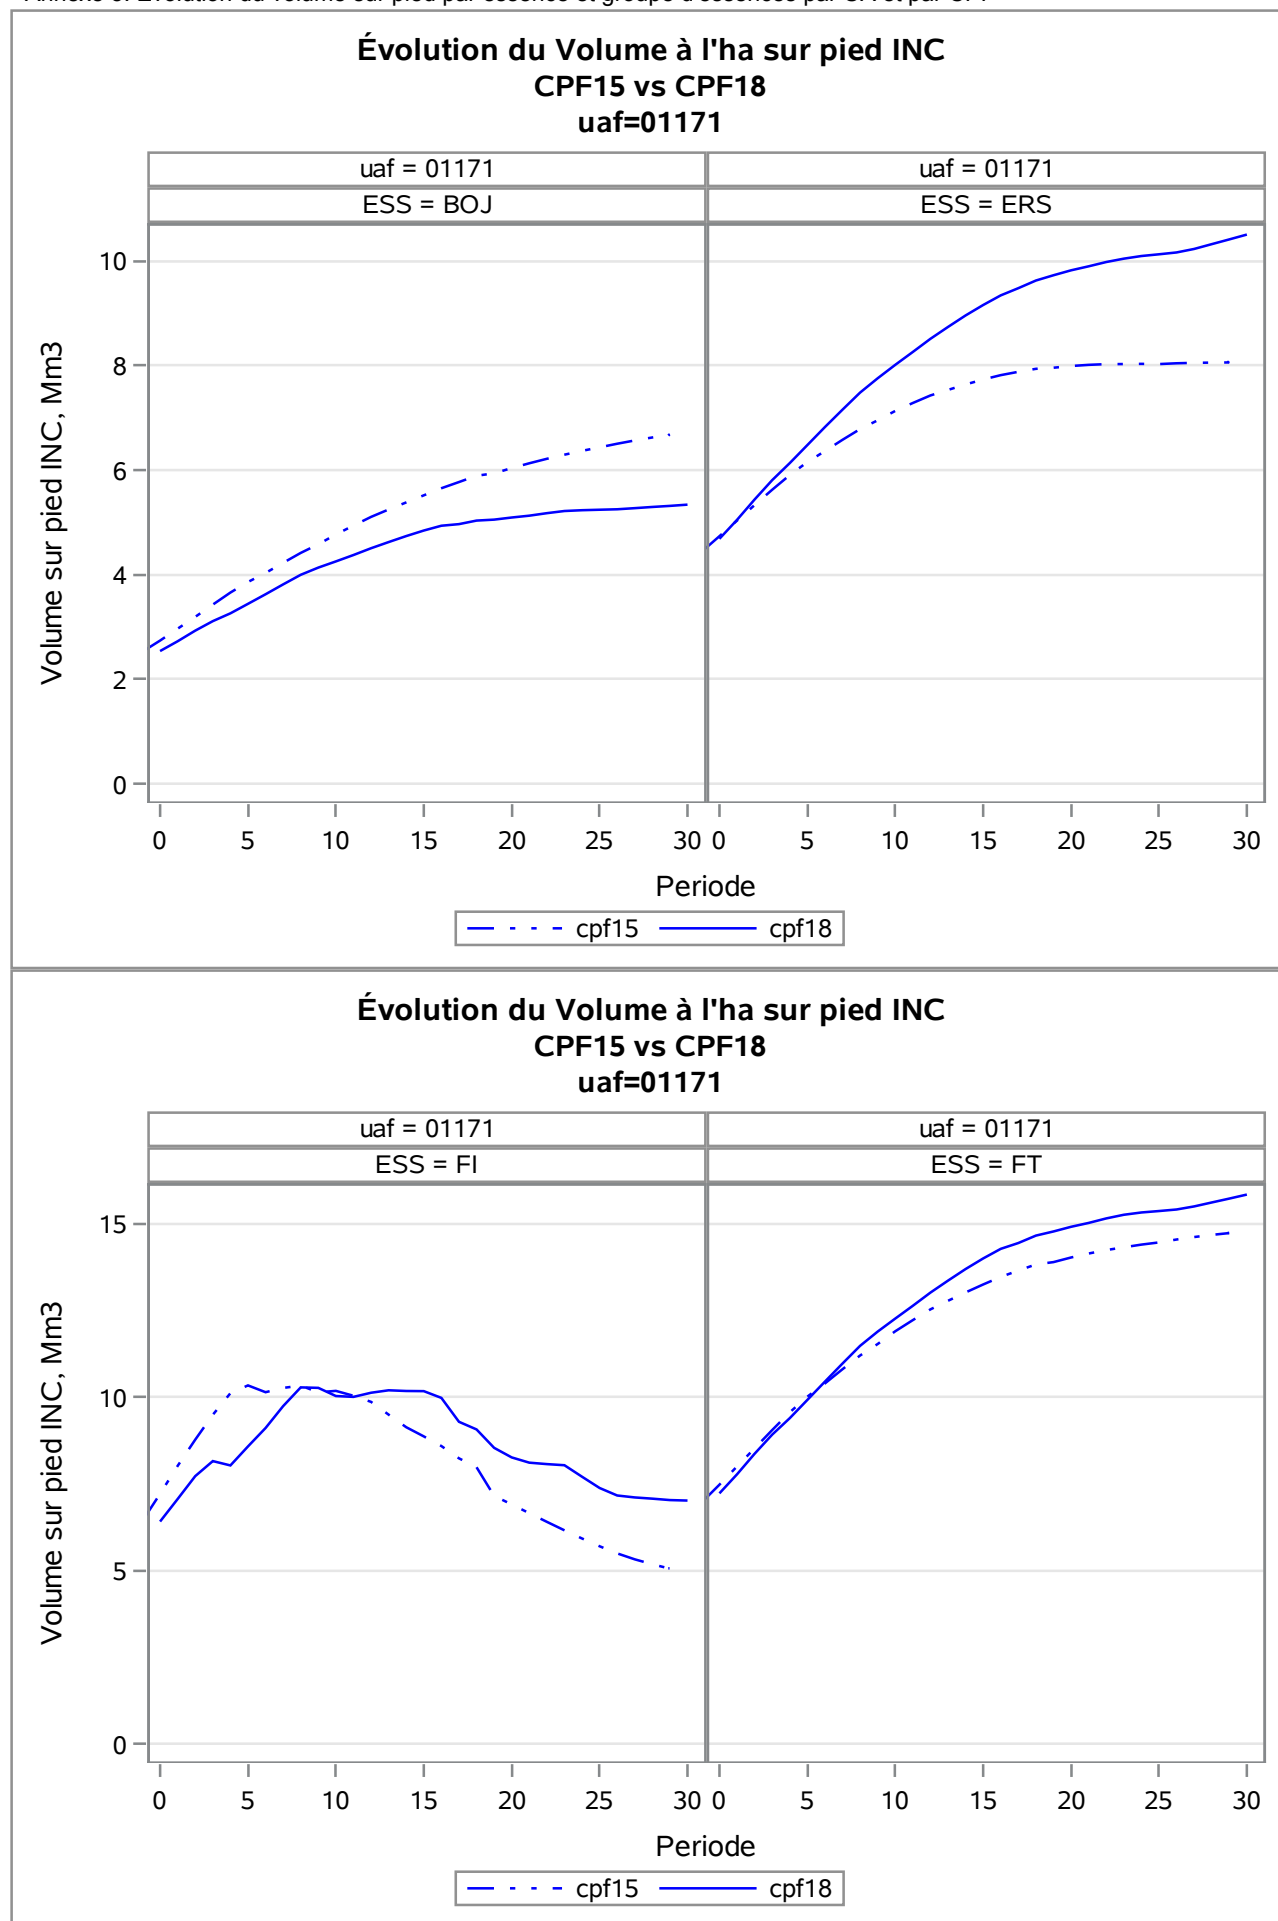 Évolution du Volume à l'ha sur pied INC
CPF15 vs CPF18
uaf=01171
uaf = 01171
uaf = 01171
ESS = BOJ
ESS = ERS
Volume sur pied INC, Mm3
10
8
6
4
2
0
0 5 10 15 20 25 30 0 5 10 15 20 25 30
Periode
cpf15 cpf18
Évolution du Volume à l'ha sur pied INC
CPF15 vs CPF18
uaf=01171
uaf = 01171
uaf = 01171
ESS = FI
ESS = FT
Volume sur pied INC, Mm3
15
10
5
0
0 5 10 15 20 25 30 0 5 10 15 20 25 30
Periode
cpf15 cpf18